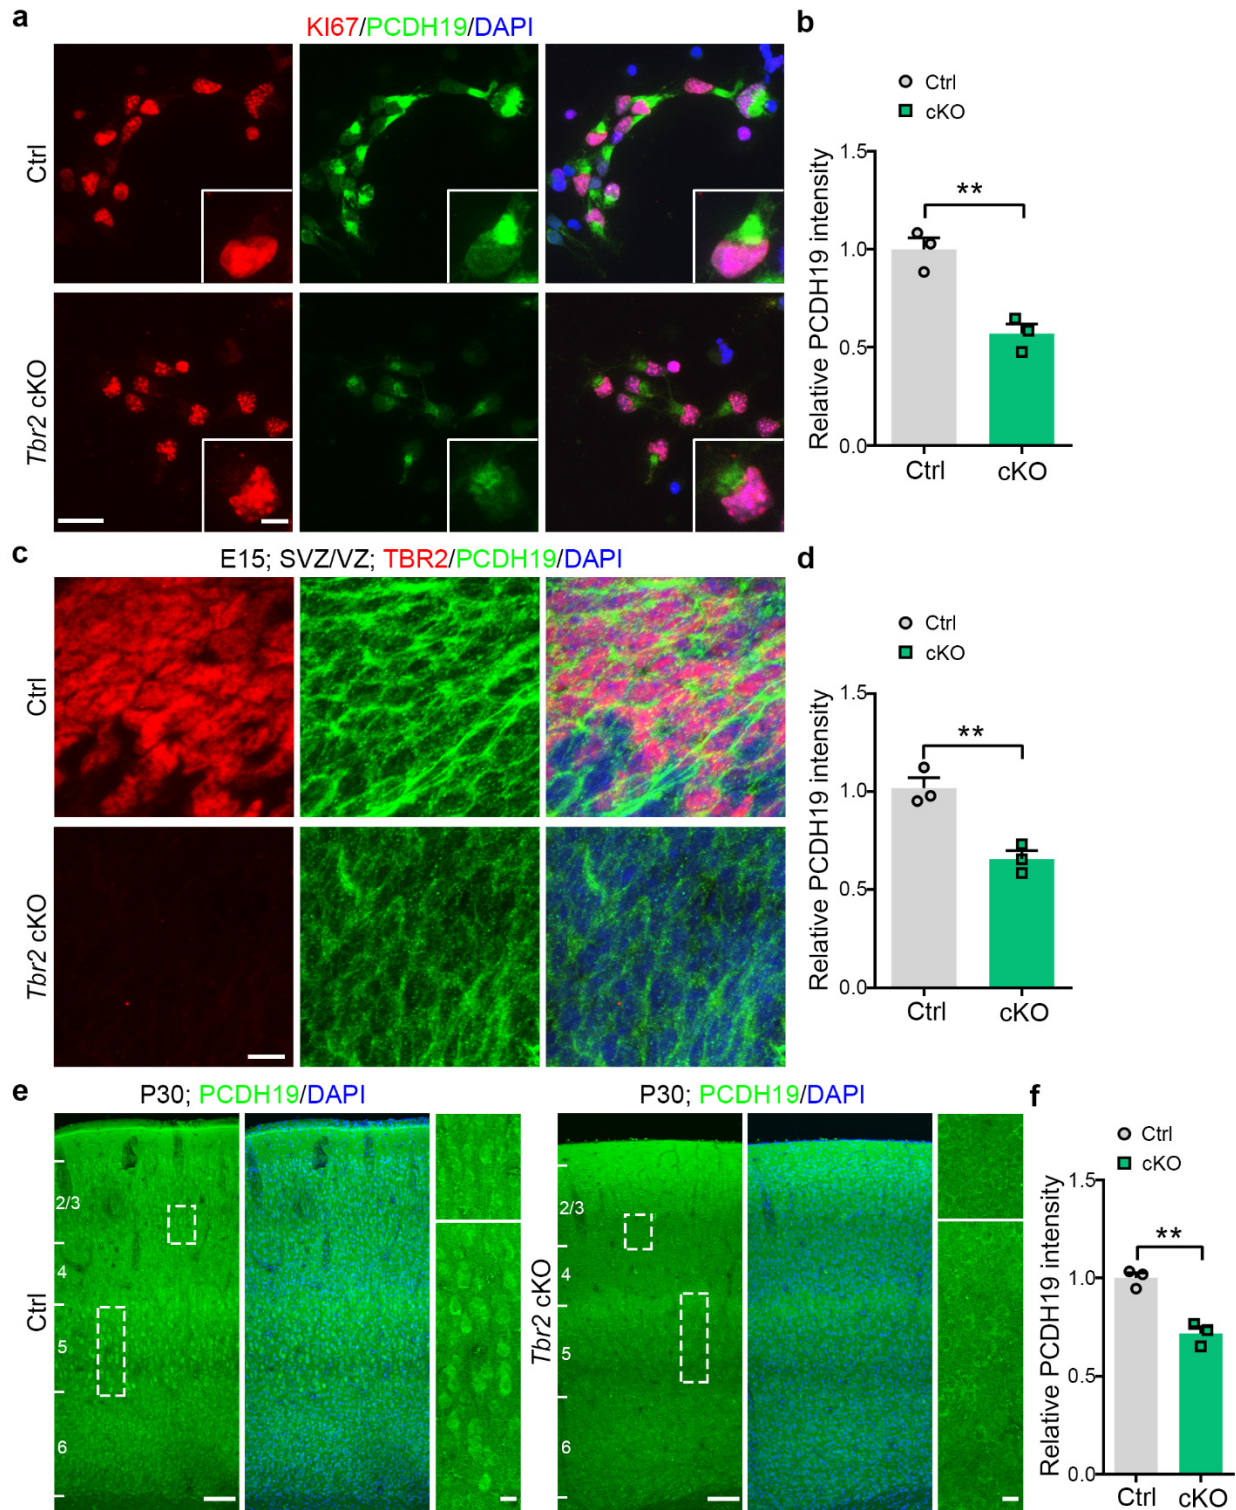 a
KI67/PCDH19/DAPI
Ctrl
Tbr2 cKO
b
Ctrl
cKO
Relative PCDH19 intensity
1.5
1.0
0.5
0.0
**
Ctrl
cKO
c
E15; SVZ/VZ; TBR2/PCDH19/DAPI
Ctrl
Tbr2 cKO
d
Ctrl
cKO
Relative PCDH19 intensity
1.5
1.0
0.5
0.0
**
Ctrl
cKO
e
P30; PCDH19/DAPI
Ctrl
2/3
4
5
6
P30; PCDH19/DAPI
Tbr2 cKO
2/3
4
5
6
f
Ctrl
cKO
Relative PCDH19 intensity
1.5
1.0
0.5
0.0
**
Ctrl
cKO